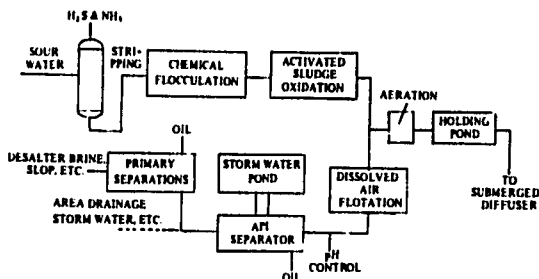 H₂S & NH₃
SOUR
WATER
STRI-
PPING
CHEMICAL
FLOCCULATION
ACTIVATED
SLUDGE
OXIDATION
AERATION
HOLDING
POND
TO
SUBMERGED
DIFFUSER
OIL
DESALTER BRINE,
SLOP, ETC.
PRIMARY
SEPARATIONS
STORM WATER
POND
DISSOLVED
AIR
FLOTATION
AREA DRAINAGE
STORM WATER, ETC.
API
SEPARATOR
pH
CONTROL
OIL